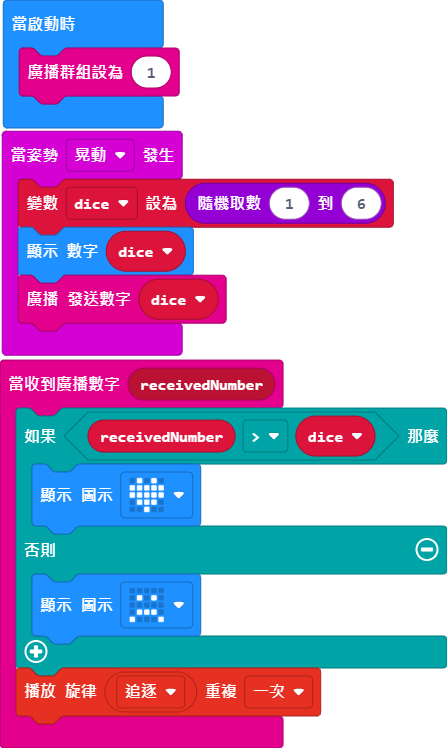 當啟動時
廣播群組設為 1
當姿勢 晃動 發生
變數 dice 設為 隨機取數 1 到 6
顯示 數字 dice
廣播 發送數字 dice
當收到廣播數字 receivedNumber
如果 receivedNumber > dice 那麼
顯示 圖示
否則
顯示 圖示
播放 旋律 追逐 重複 一次